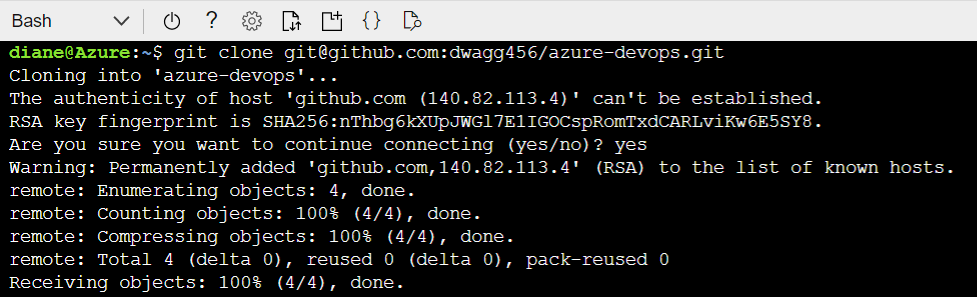 Bash
diane@Azure:~$ git clone git@github.com:dwagg456/azure-devops.git
Cloning into 'azure-devops'...
The authenticity of host 'github.com (140.82.113.4)' can't be established.
RSA key fingerprint is SHA256:nThbg6kXUpJWGl7E1IGOCspRomTxdCARLviKw6E5SY8.
Are you sure you want to continue connecting (yes/no)? yes
Warning: Permanently added 'github.com,140.82.113.4' (RSA) to the list of known hosts.
remote: Enumerating objects: 4, done.
remote: Counting objects: 100% (4/4), done.
remote: Compressing objects: 100% (4/4), done.
remote: Total 4 (delta 0), reused 0 (delta 0), pack-reused 0
Receiving objects: 100% (4/4), done.